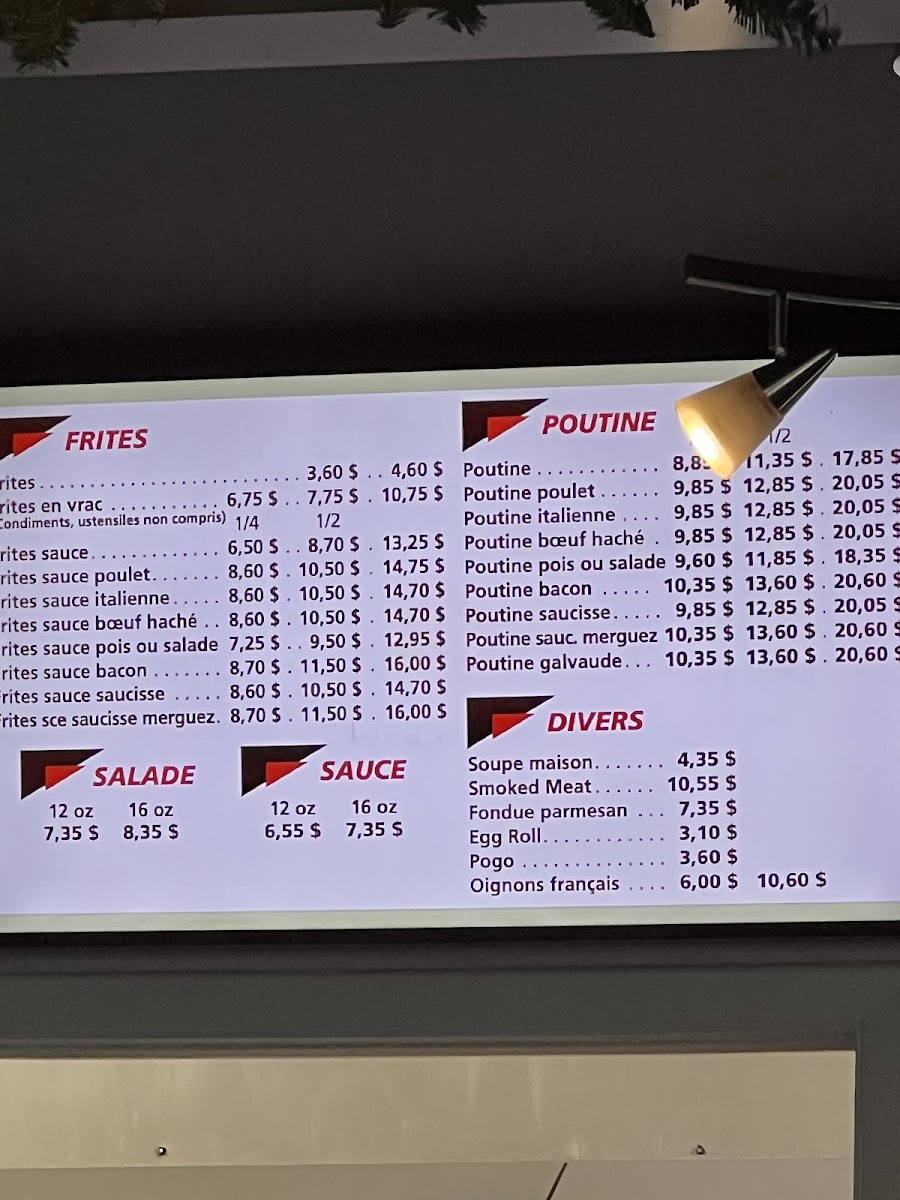 FRITES
rites . . . . . . . . . . . . . . . . . . . . . . . . . . 3,60 $ . . 4,60 $
rites en vrac . . . . . . . . . . . 6,75 $ . . 7,75 $ . 10,75 $
Condiments, ustensiles non compris) 1/4 1/2
rites sauce. . . . . . . . . . . . . 6,50 $ . . 8,70 $ . 13,25 $
rites sauce poulet. . . . . . . 8,60 $ . 10,50 $ . 14,75 $
rites sauce italienne. . . . . 8,60 $ . 10,50 $ . 14,70 $
rites sauce bœuf haché . . 8,60 $ . 10,50 $ . 14,70 $
rites sauce pois ou salade 7,25 $ . . 9,50 $ . 12,95 $
rites sauce bacon . . . . . . . 8,70 $ . 11,50 $ . 16,00 $
rites sauce saucisse . . . . . 8,60 $ . 10,50 $ . 14,70 $
rites sce saucisse merguez. 8,70 $ . 11,50 $ . 16,00 $
SALADE
12 oz 16 oz
7,35 $ 8,35 $
SAUCE
12 oz 16 oz
6,55 $ 7,35 $
POUTINE
1/2
Poutine . . . . . . . . . . . . 8,8 11,35 $ . 17,85 $
Poutine poulet . . . . . . 9,85 $ 12,85 $ . 20,05 $
Poutine italienne . . . . 9,85 $ 12,85 $ . 20,05 $
Poutine bœuf haché . 9,85 $ 12,85 $ . 20,05 $
Poutine pois ou salade 9,60 $ 11,85 $ . 18,35 $
Poutine bacon . . . . . 10,35 $ 13,60 $ . 20,60 $
Poutine saucisse. . . . . 9,85 $ 12,85 $ . 20,05 $
Poutine sauc. merguez 10,35 $ 13,60 $ . 20,60 $
Poutine galvaude. . . 10,35 $ 13,60 $ . 20,60 $
DIVERS
Soupe maison. . . . . . . 4,35 $
Smoked Meat. . . . . . 10,55 $
Fondue parmesan . . . 7,35 $
Egg Roll. . . . . . . . . . . . 3,10 $
Pogo . . . . . . . . . . . . . . 3,60 $
Oignons français . . . . 6,00 $ 10,60 $